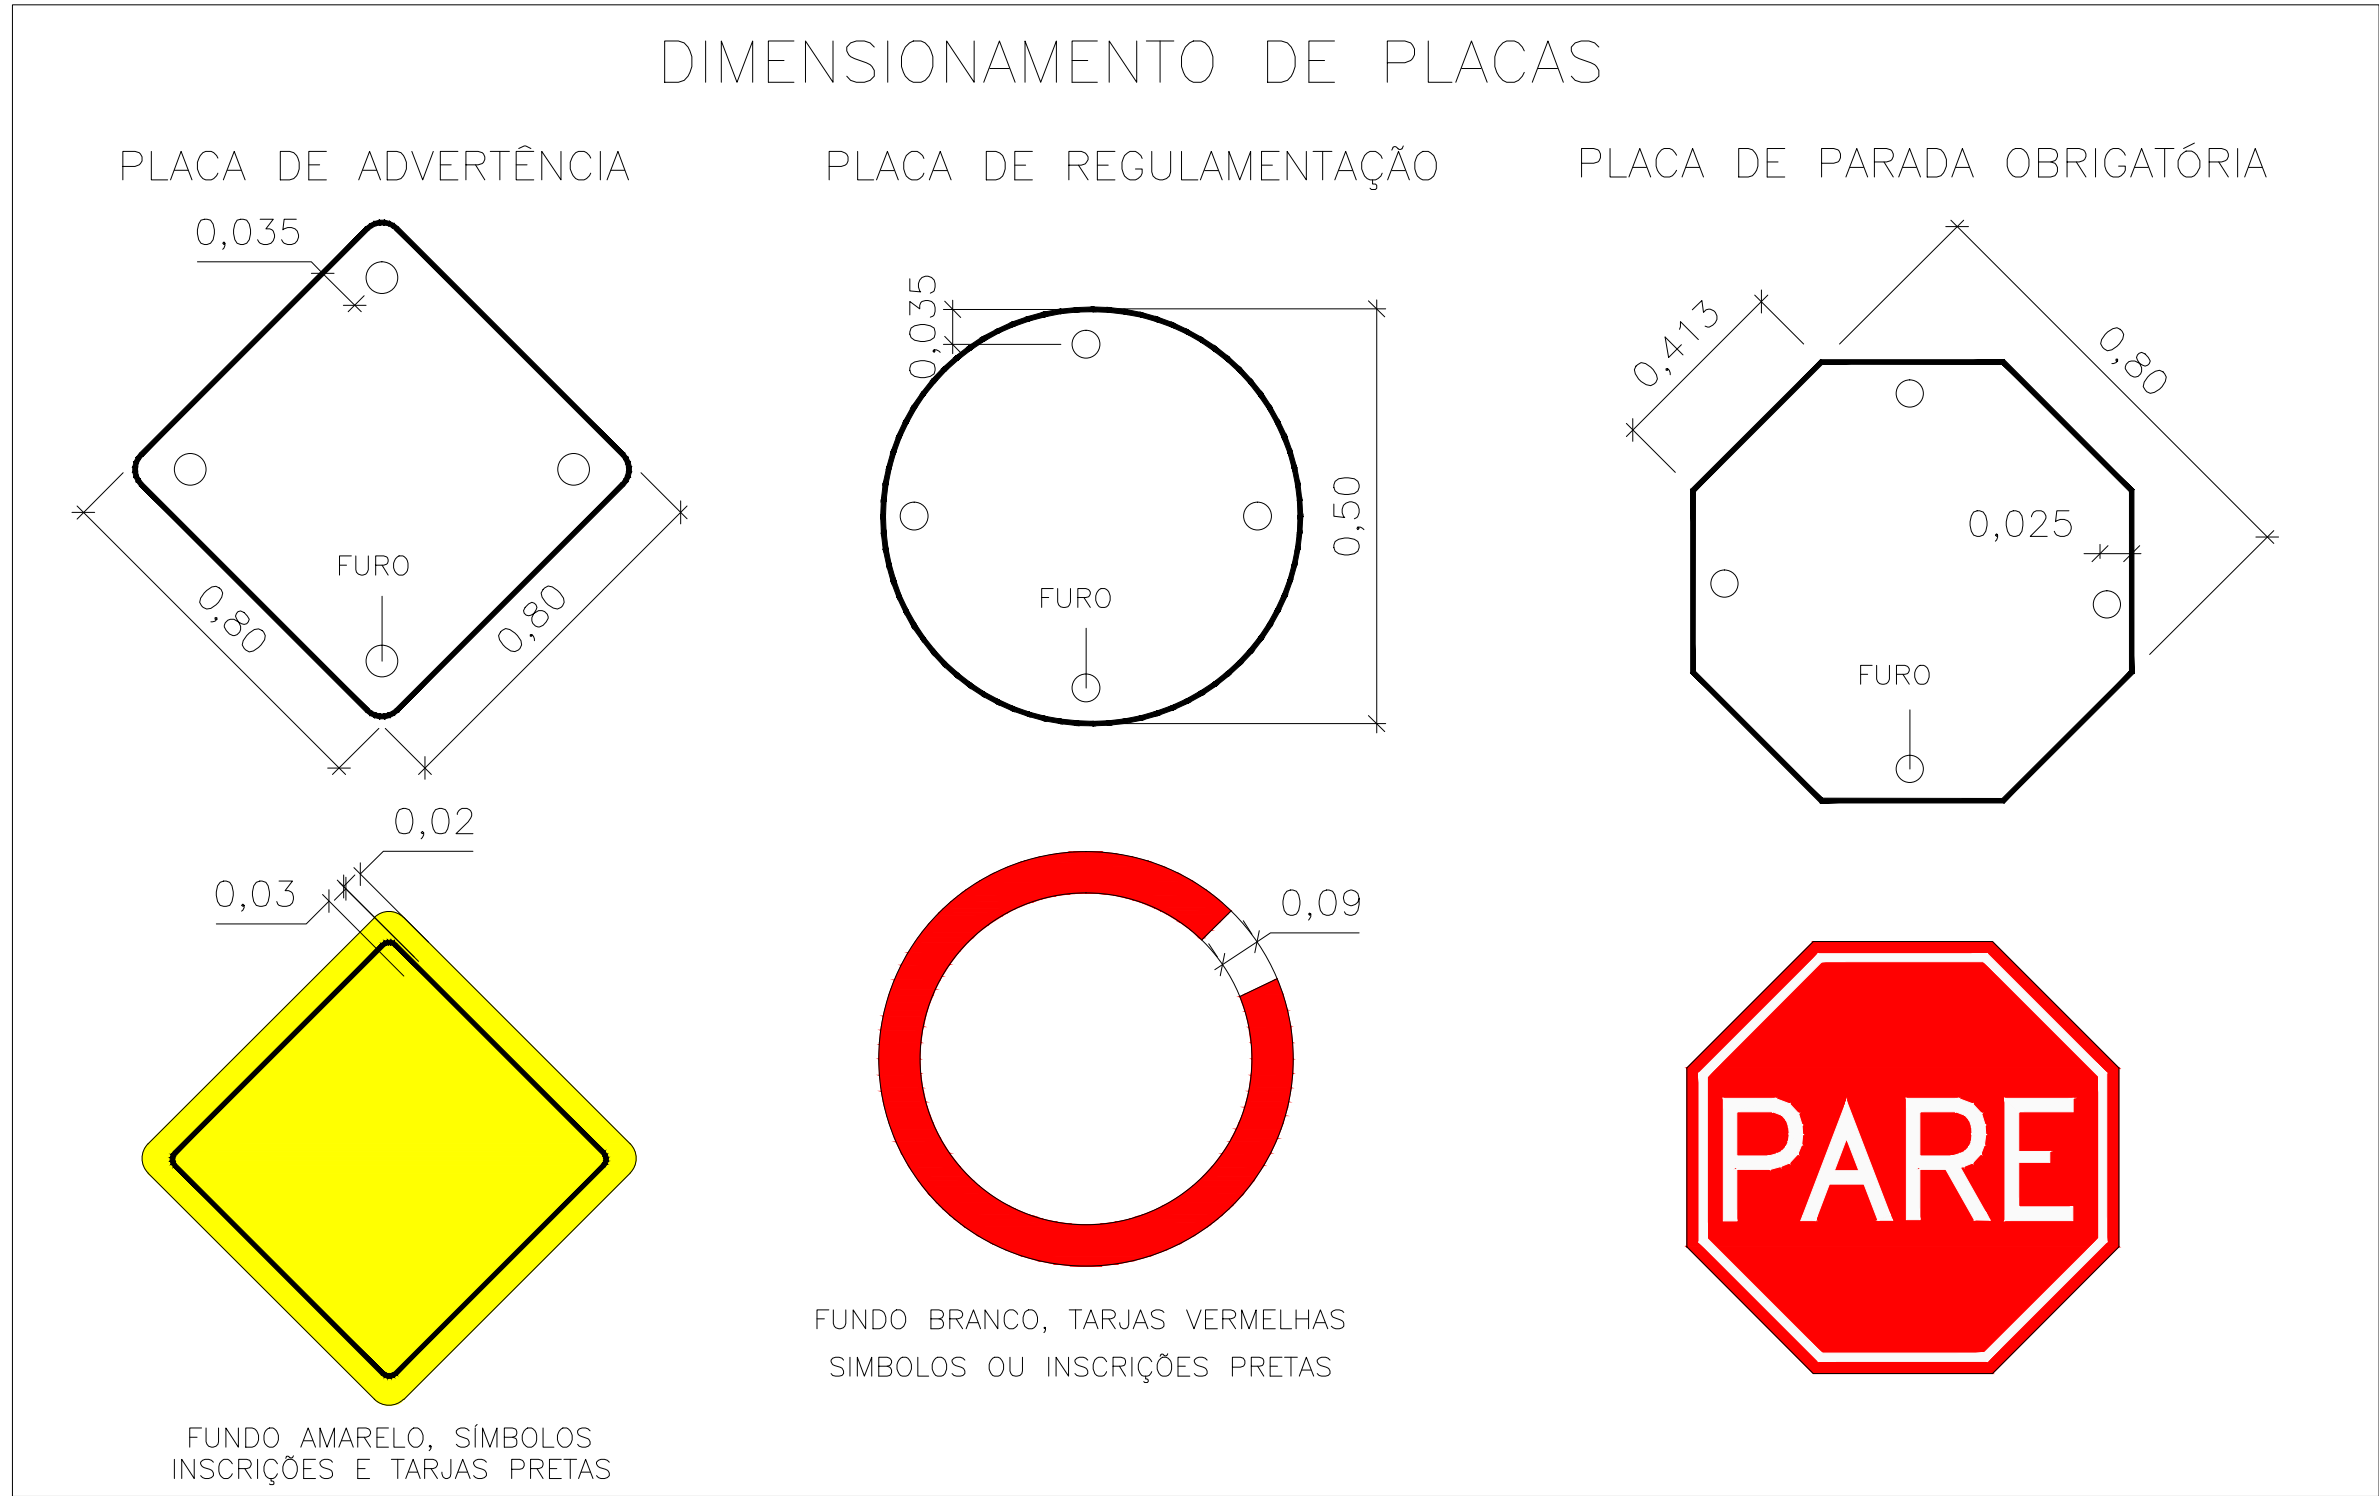 DIMENSIONAMENTO DE PLACAS
PLACA DE ADVERTÊNCIA
0,035
FURO
0,80
0,80
0,02
0,03
FUNDO AMARELO, SÍMBOLOS
INSCRIÇÕES E TARJAS PRETAS
PLACA DE REGULAMENTAÇÃO
0,035
0,50
FURO
0,09
FUNDO BRANCO, TARJAS VERMELHAS
SIMBOLOS OU INSCRIÇÕES PRETAS
PLACA DE PARADA OBRIGATÓRIA
0,413
0,80
0,025
FURO
PARE